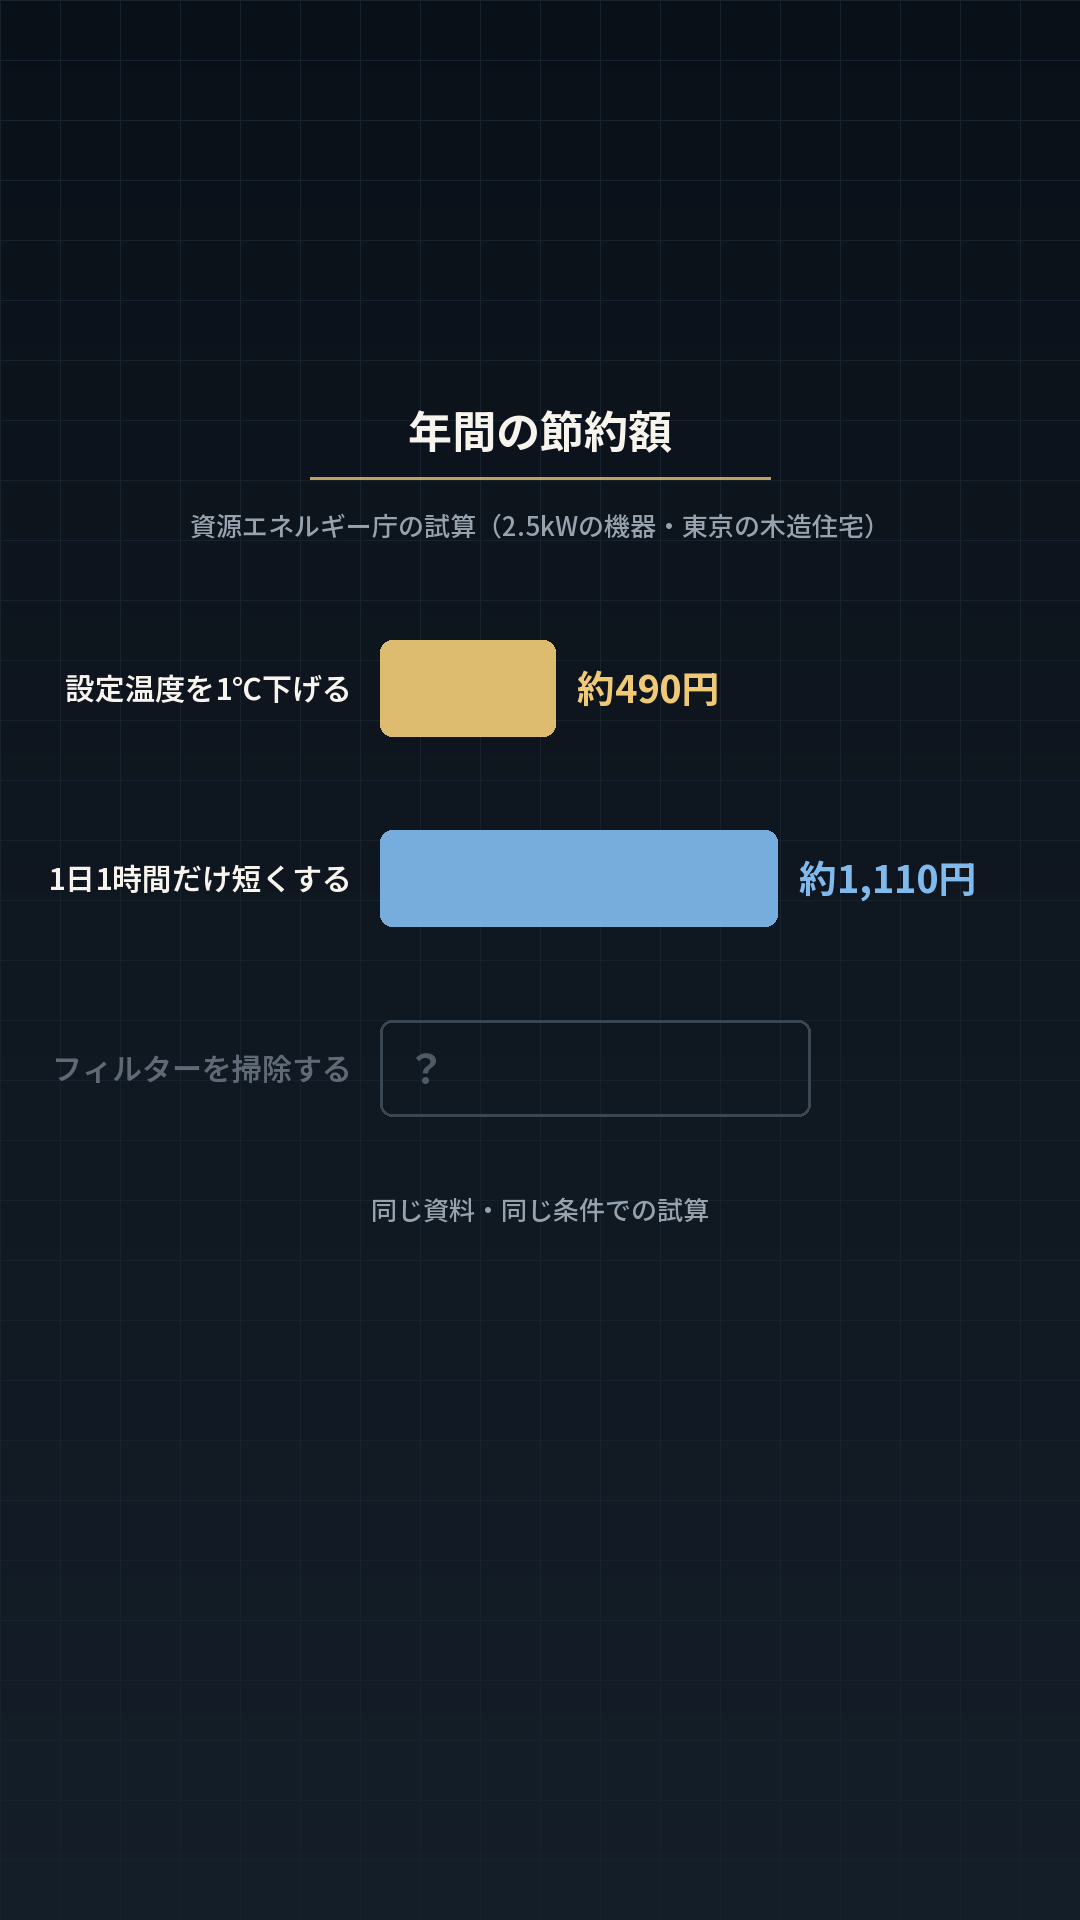 年間の節約額
資源エネルギー庁の試算（2.5kWの機器・東京の木造住宅）
設定温度を1℃下げる
約490円
1日1時間だけ短くする
約1,110円
フィルターを掃除する
？
同じ資料・同じ条件での試算